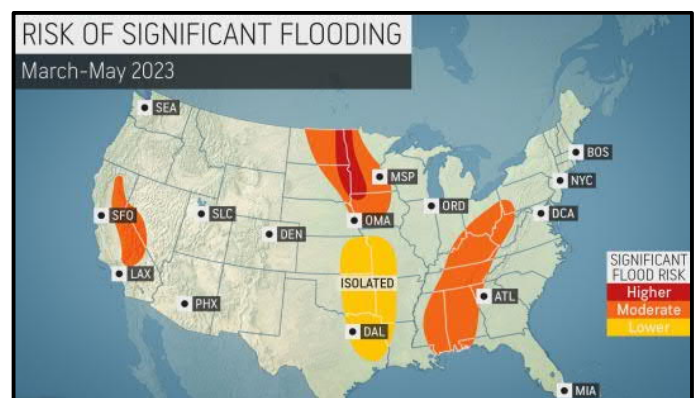 RISK OF SIGNIFICANT FLOODING
March-May 2023
SEA
MSP
BOS
NYC
SFO
SLC
OMA
ORD
DCA
DEN
LAX
ISOLATED
PHX
ATL
DAL
MIA
SIGNIFICANT
FLOOD RISK
Higher
Moderate
Lower